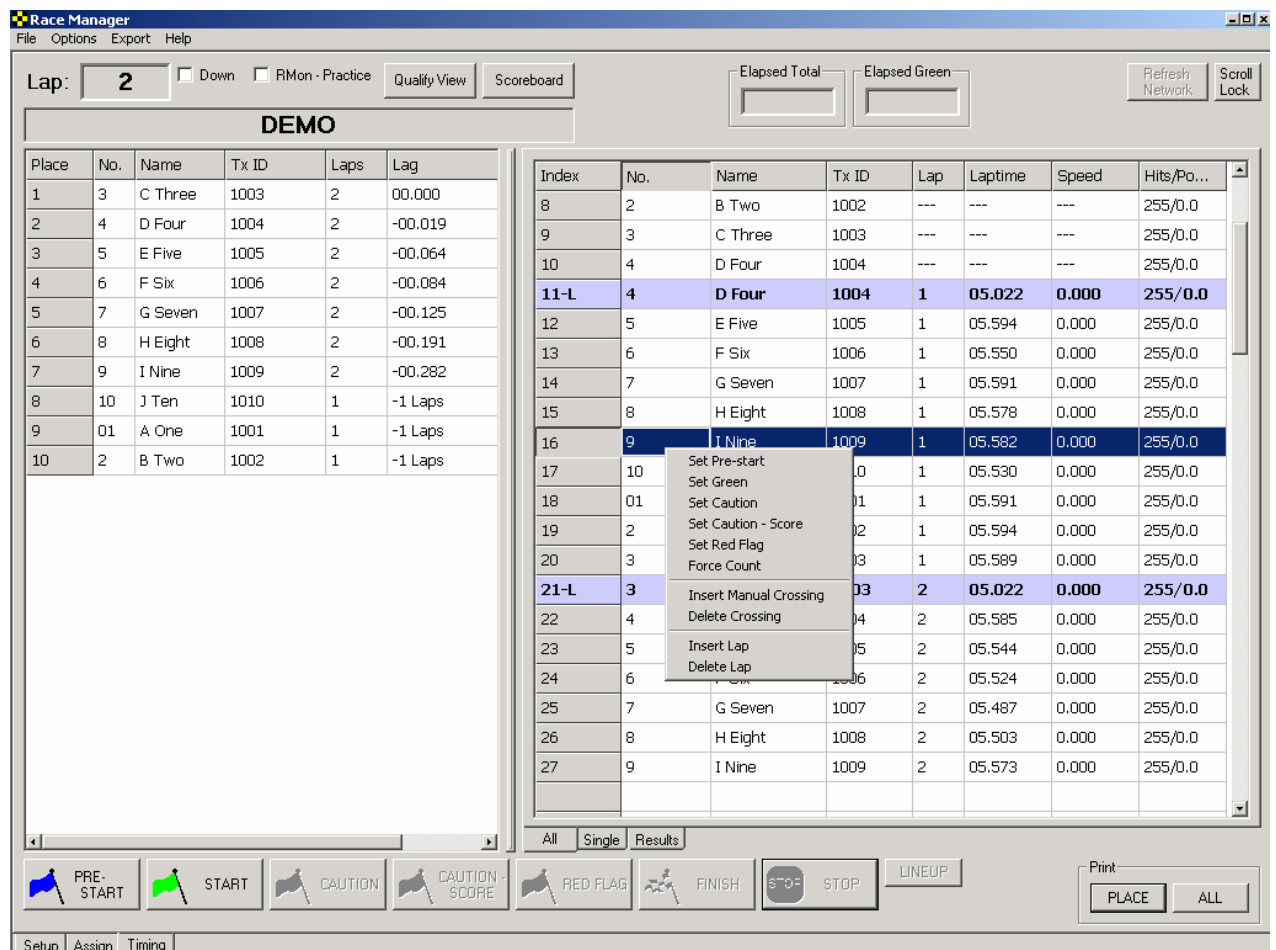 Race Manager
File Options Export Help
Lap: 2 Down RMon - Practice Qualify View Scoreboard Elapsed Total Elapsed Green Refresh Network Scroll Lock
DEMO
Place No. Name Tx ID Laps Lag
1 3 C Three 1003 2 00.000
2 4 D Four 1004 2 -00.019
3 5 E Five 1005 2 -00.064
4 6 F Six 1006 2 -00.084
5 7 G Seven 1007 2 -00.125
6 8 H Eight 1008 2 -00.191
7 9 I Nine 1009 2 -00.282
8 10 J Ten 1010 1 -1 Laps
9 01 A One 1001 1 -1 Laps
10 2 B Two 1002 1 -1 Laps
Index No. Name Tx ID Lap Laptime Speed Hits/Po...
8 2 B Two 1002 --- --- --- 255/0.0
9 3 C Three 1003 --- --- --- 255/0.0
10 4 D Four 1004 --- --- --- 255/0.0
11-L 4 D Four 1004 1 05.022 0.000 255/0.0
12 5 E Five 1005 1 05.594 0.000 255/0.0
13 6 F Six 1006 1 05.550 0.000 255/0.0
14 7 G Seven 1007 1 05.591 0.000 255/0.0
15 8 H Eight 1008 1 05.578 0.000 255/0.0
16 9 I Nine 1009 1 05.582 0.000 255/0.0
17 10 1 05.530 0.000 255/0.0
18 01 1 05.591 0.000 255/0.0
19 2 1 05.594 0.000 255/0.0
20 3 1 05.589 0.000 255/0.0
21-L 3 2 05.022 0.000 255/0.0
22 4 2 05.585 0.000 255/0.0
23 5 2 05.544 0.000 255/0.0
24 6 2 05.524 0.000 255/0.0
25 7 G Seven 1007 2 05.487 0.000 255/0.0
26 8 H Eight 1008 2 05.503 0.000 255/0.0
27 9 I Nine 1009 2 05.573 0.000 255/0.0
Set Pre-start
Set Green
Set Caution
Set Caution - Score
Set Red Flag
Force Count
Insert Manual Crossing
Delete Crossing
Insert Lap
Delete Lap
All Single Results
PRE-START START CAUTION CAUTION - SCORE RED FLAG FINISH STOP STOP LINEUP
Print
PLACE ALL
Setup Assign Timing